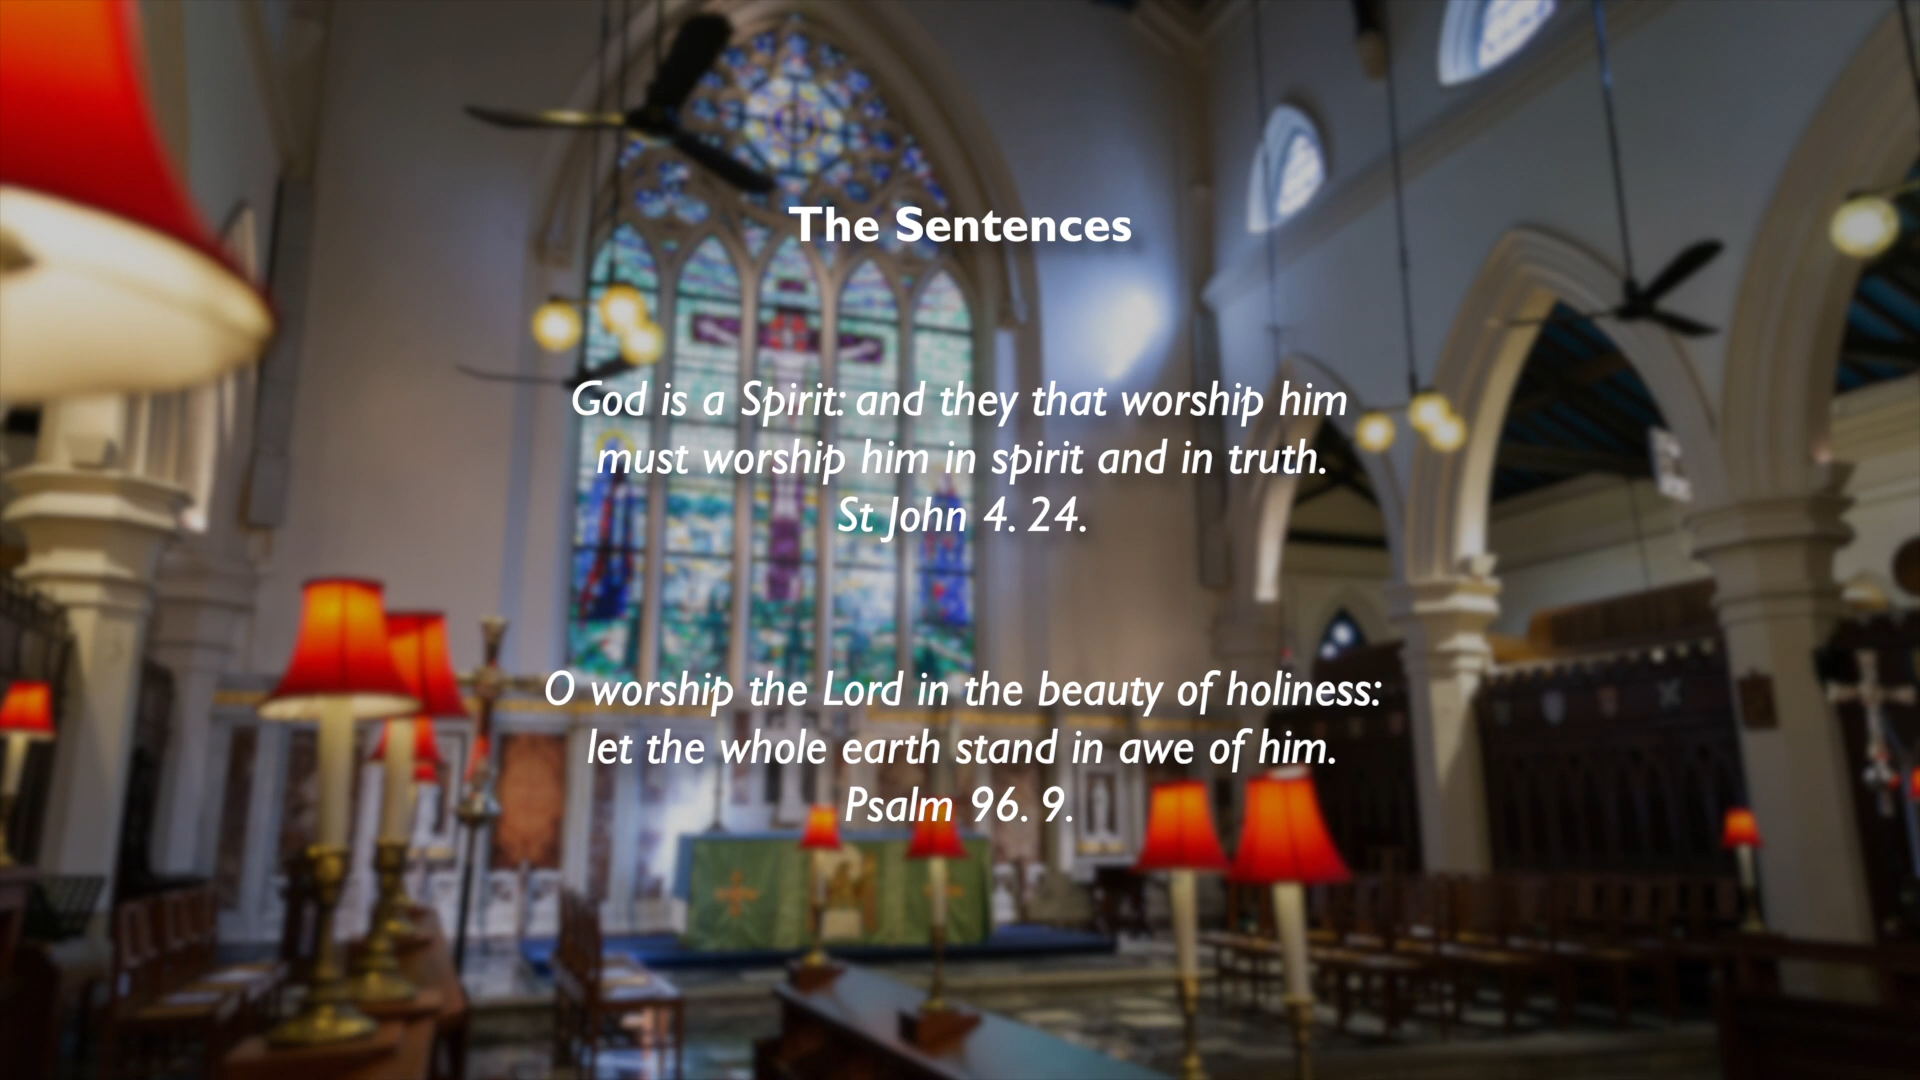 The Sentences
God is a Spirit: and they that worship him
must worship him in spirit and in truth.
St John 4. 24.
O worship the Lord in the beauty of holiness:
let the whole earth stand in awe of him.
Psalm 96. 9.